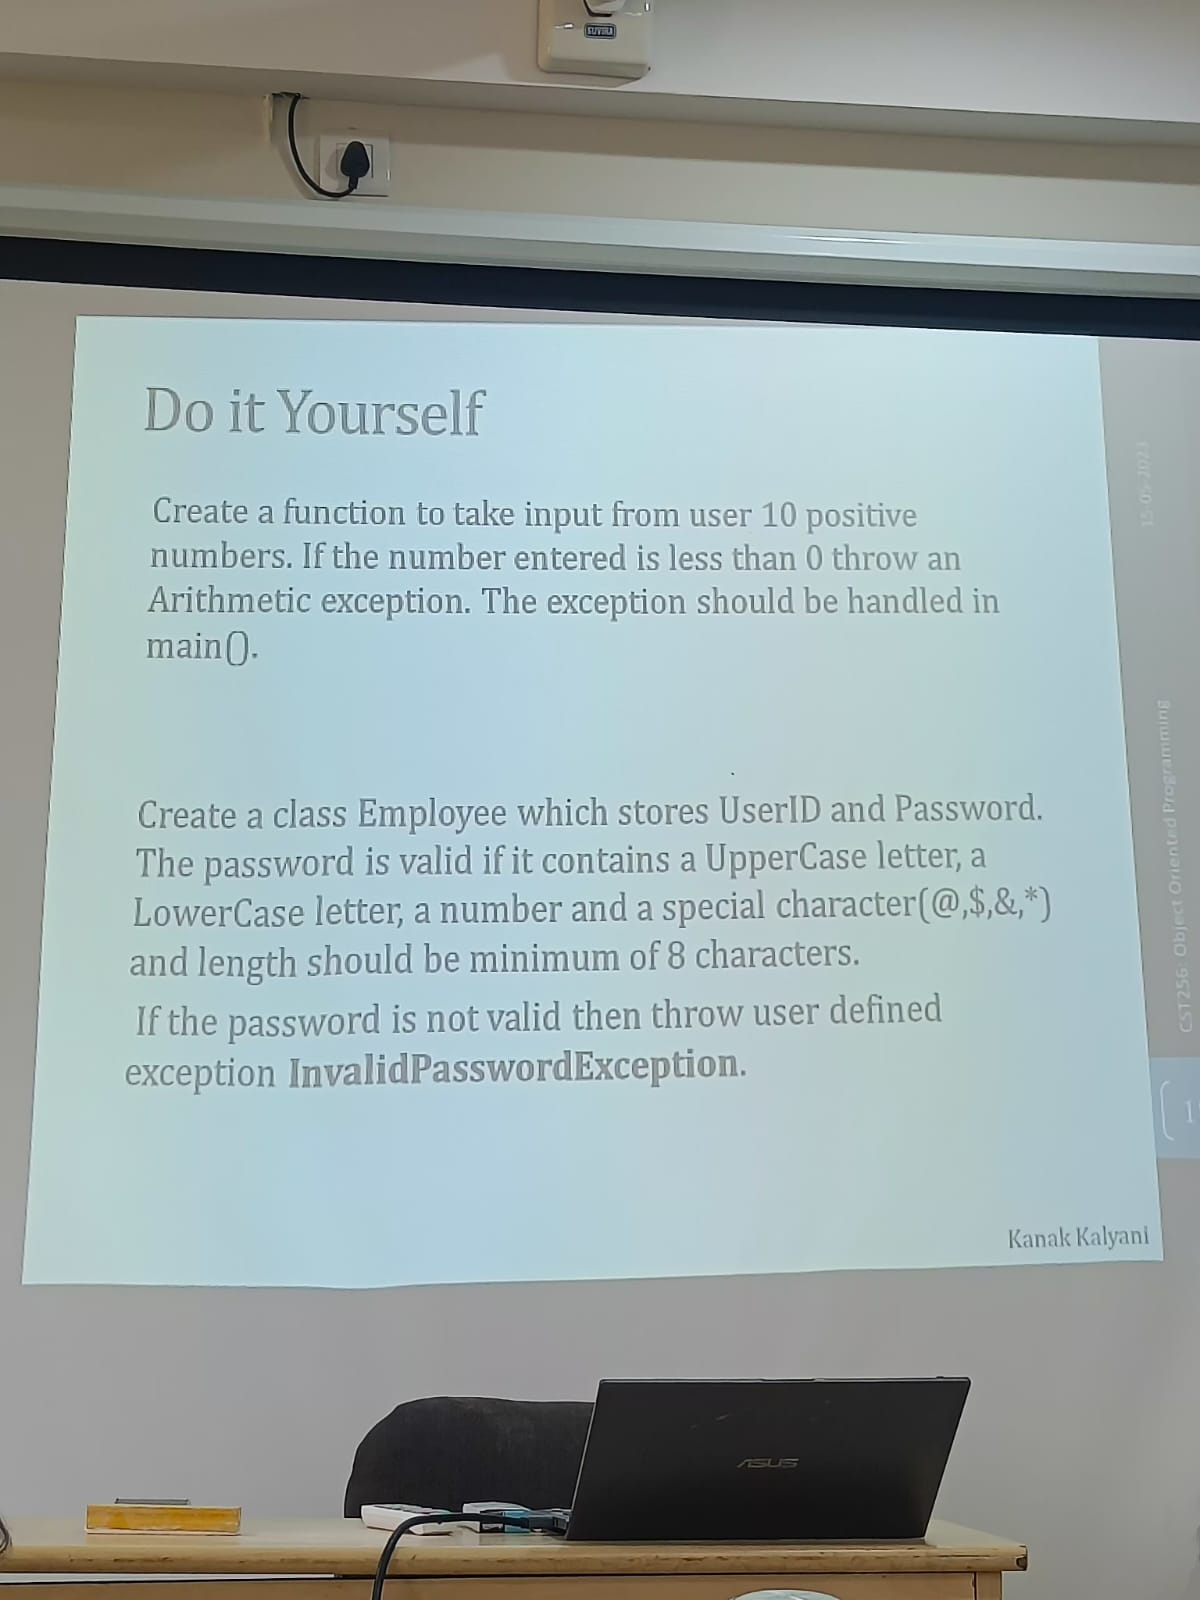 SUVIRA
Do it Yourself
Create a function to take input from user 10 positive
numbers. If the number entered is less than 0 throw an
Arithmetic exception. The exception should be handled in
main().
Create a class Employee which stores UserID and Password.
The password is valid if it contains a UpperCase letter, a
LowerCase letter, a number and a special character(@,$,&,*)
and length should be minimum of 8 characters.
If the password is not valid then throw user defined
exception InvalidPasswordException.
Kanak Kalyani
15-05-2023
CST256 Object Oriented Programming
ASUS